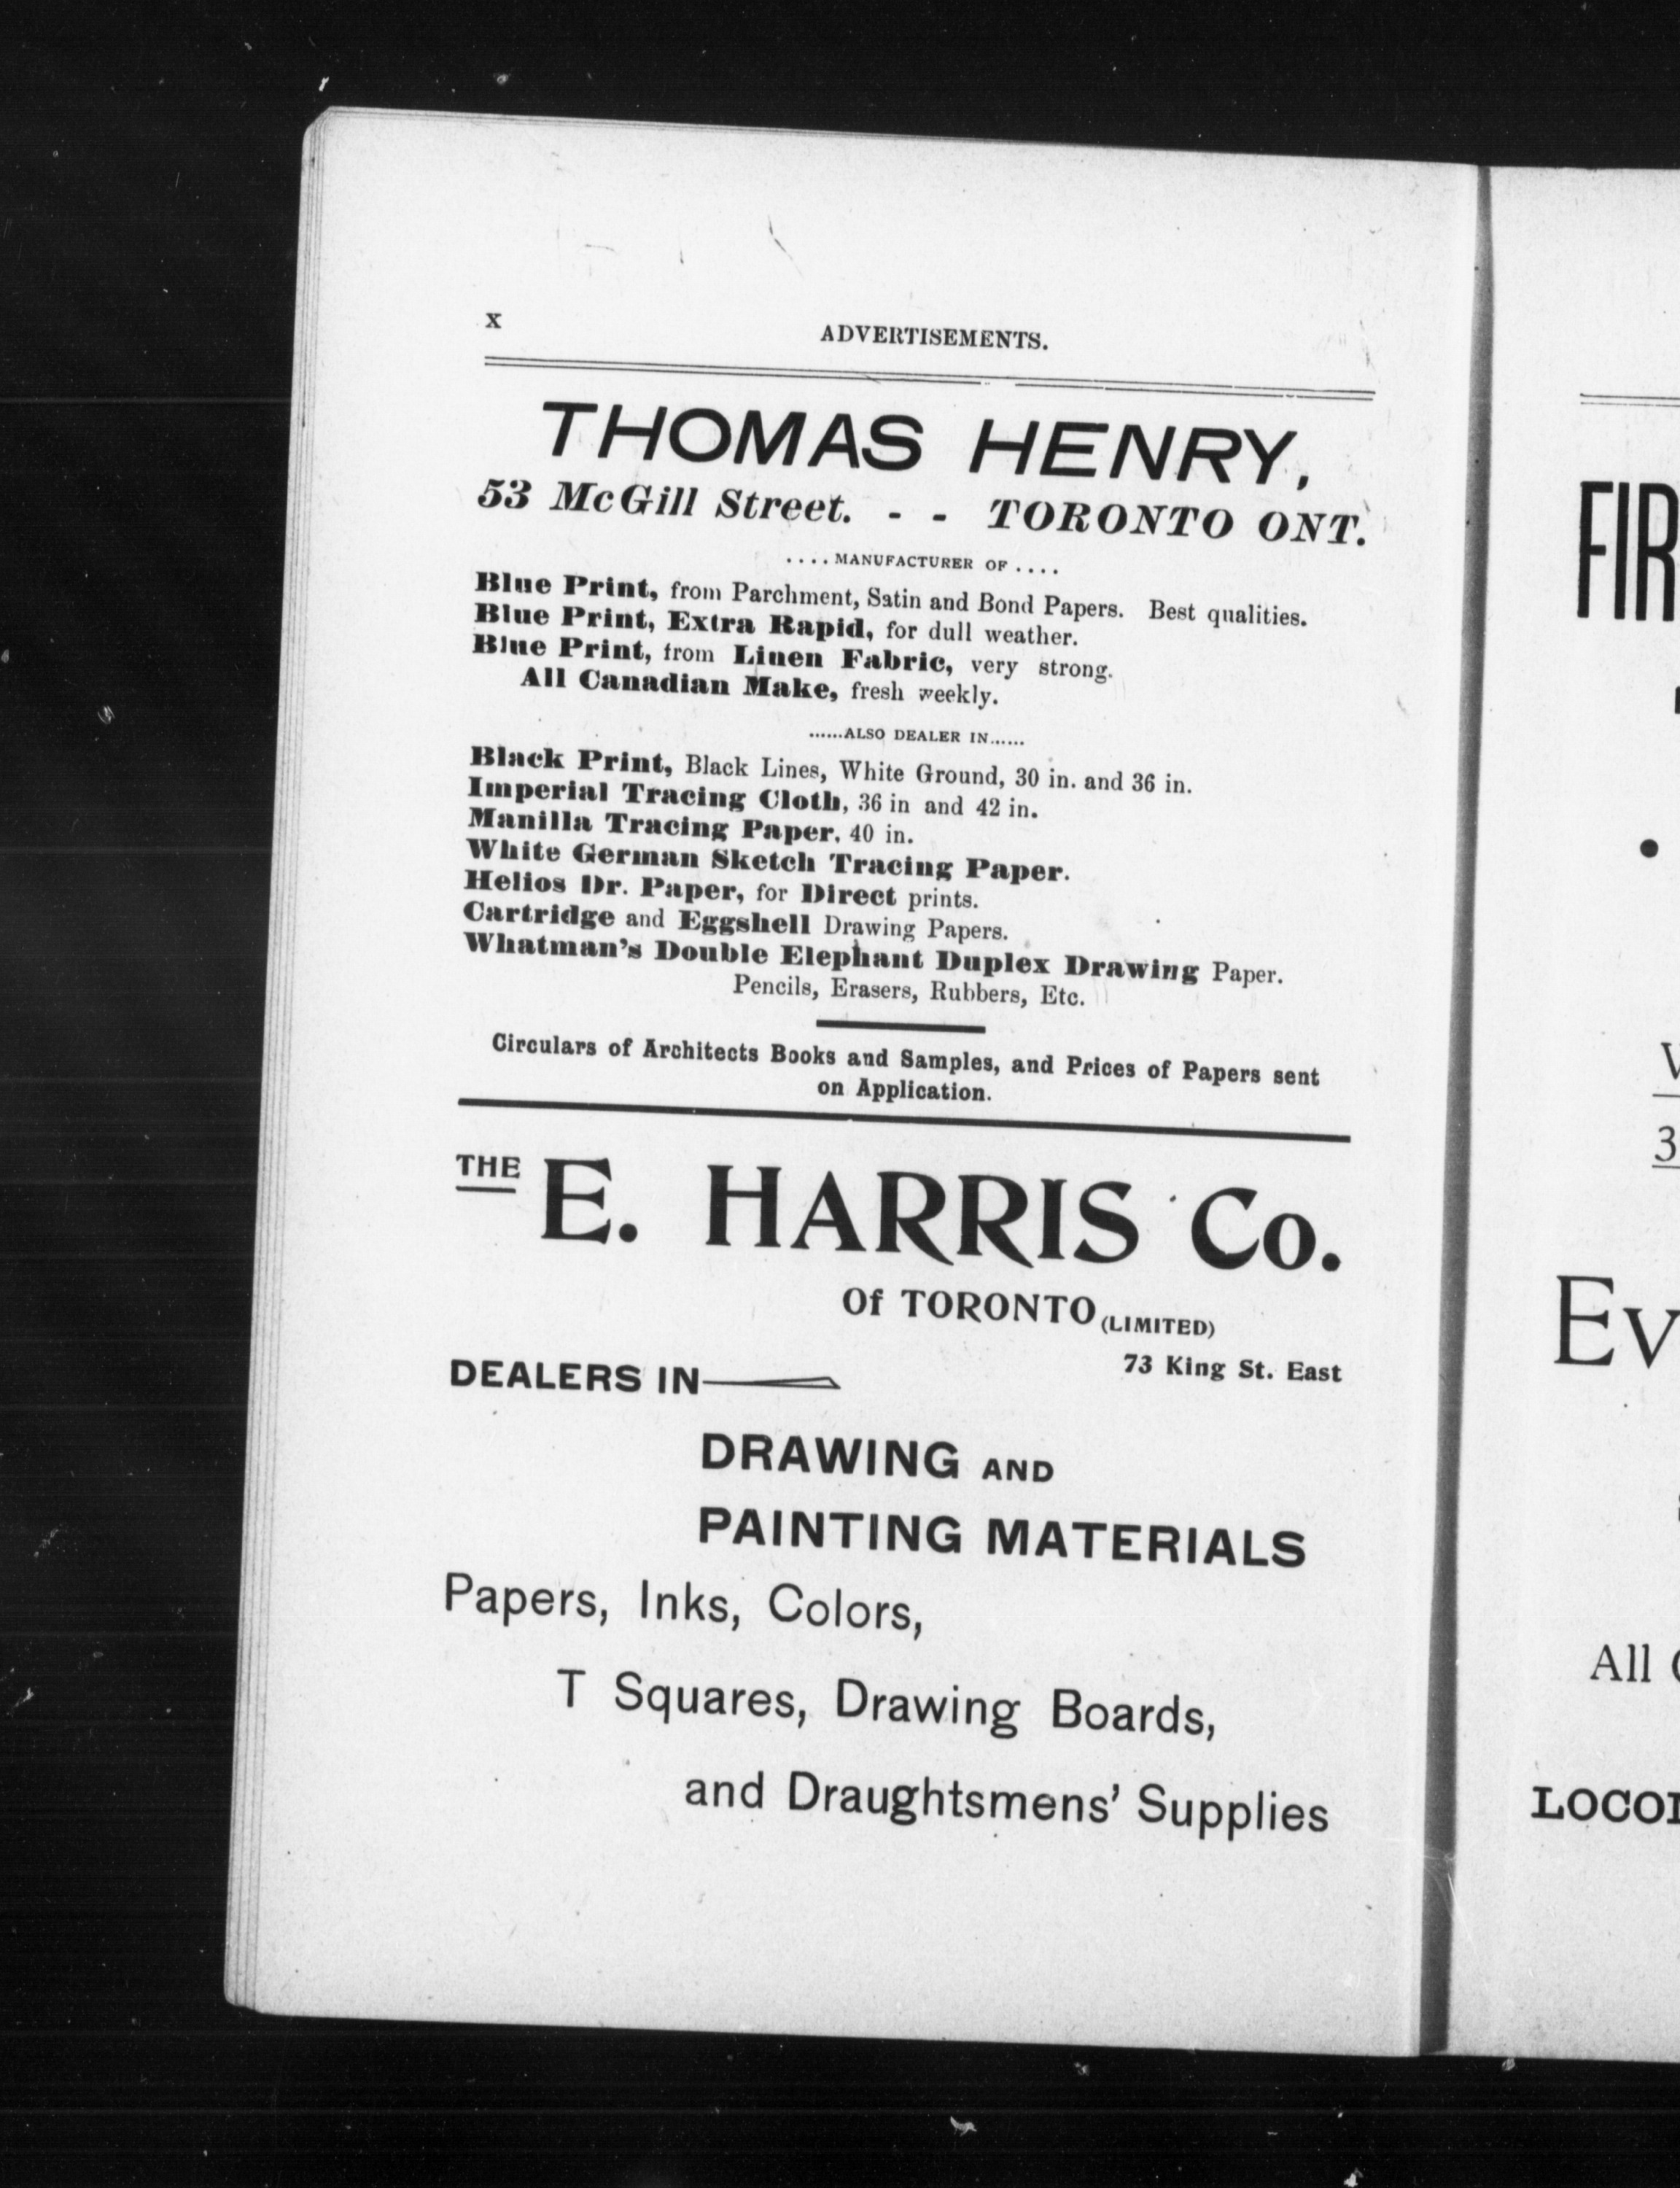 x
ADVERTISEMENTS.
THOMAS HENRY,
53 McGill Street. - - TORONTO ONT.
....MANUFACTURER OF....
Blue Print, from Parchment, Satin and Bond Papers. Best qualities.
Blue Print, Extra Rapid, for dull weather.
Blue Print, from Linen Fabric, very strong.
All Canadian Make, fresh weekly.
......ALSO DEALER IN......
Black Print, Black Lines, White Ground, 30 in. and 36 in.
Imperial Tracing Cloth, 36 in and 42 in.
Manilla Tracing Paper, 40 in.
White German Sketch Tracing Paper.
Helios Dr. Paper, for Direct prints.
Cartridge and Eggshell Drawing Papers.
Whatman's Double Elephant Duplex Drawing Paper.
Pencils, Erasers, Rubbers, Etc.
Circulars of Architects Books and Samples, and Prices of Papers sent
on Application.
THE E. HARRIS Co.
Of TORONTO (LIMITED)
73 King St. East
DEALERS IN
DRAWING AND
PAINTING MATERIALS
Papers, Inks, Colors,
T Squares, Drawing Boards,
and Draughtsmens' Supplies
FIR
3
EV
All